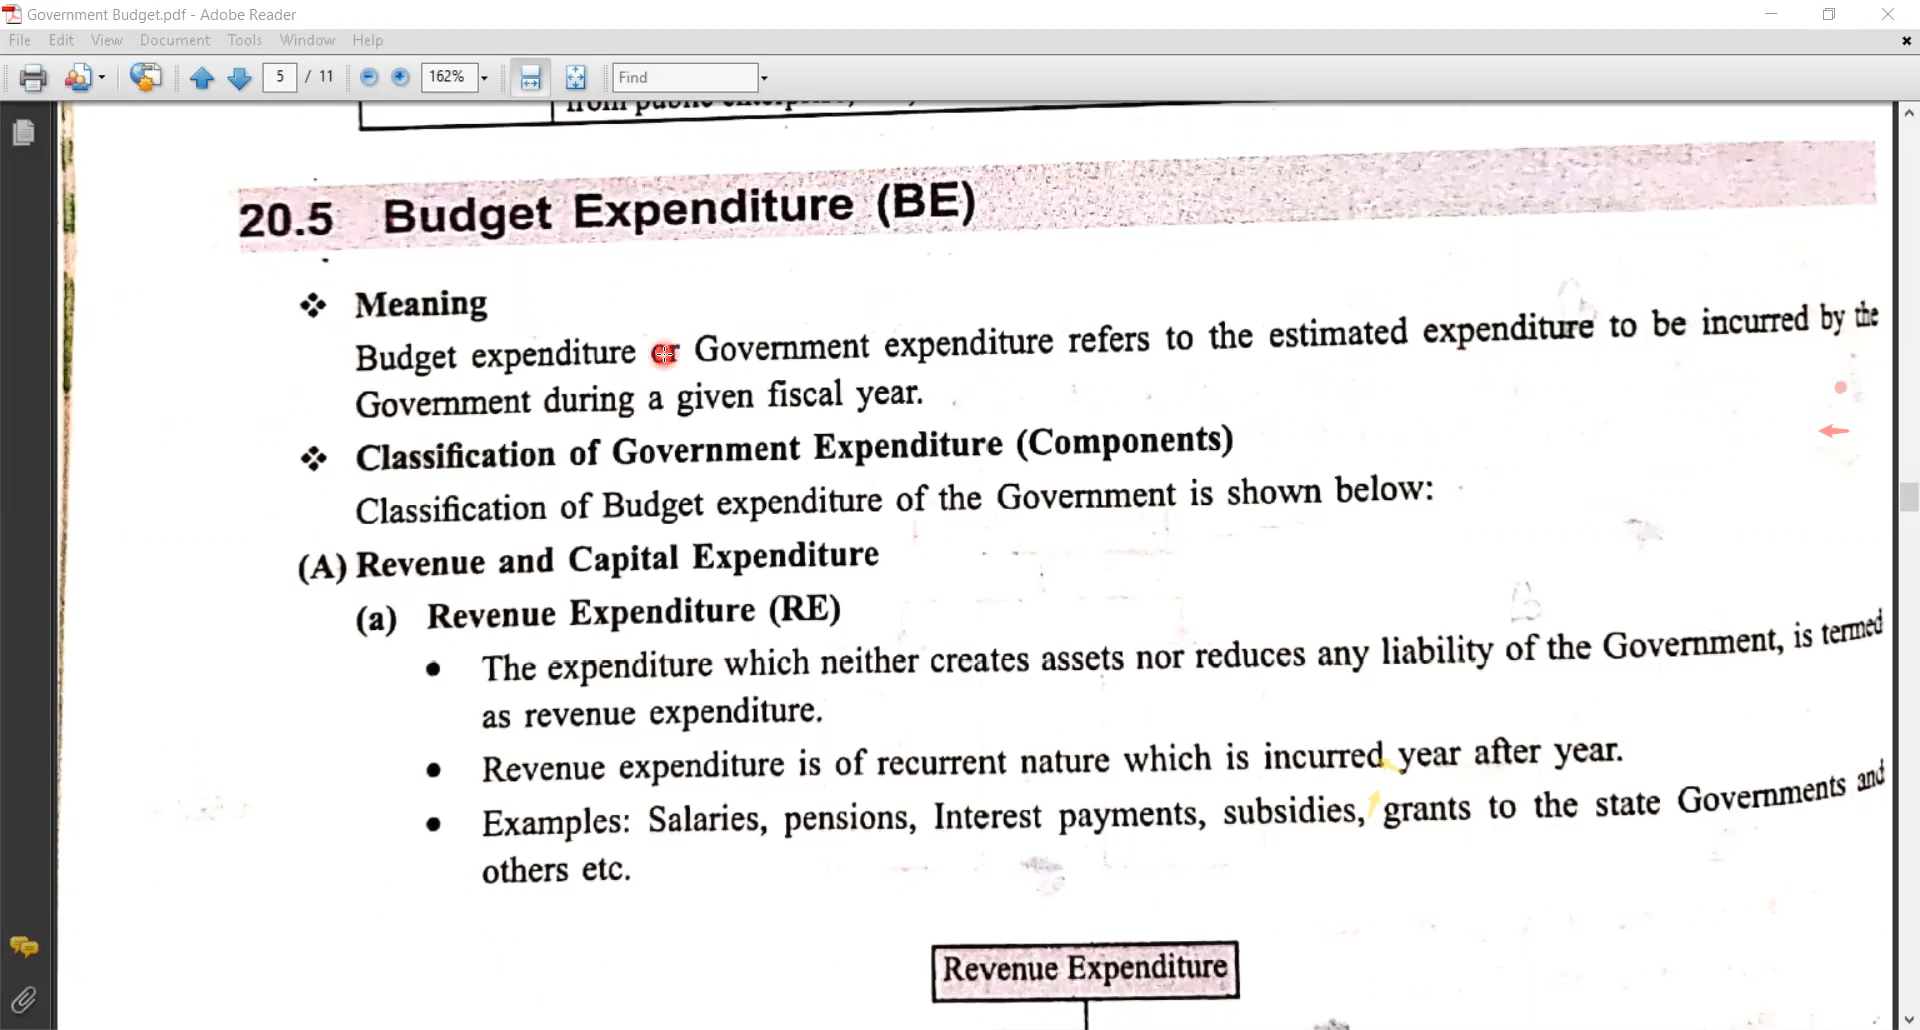 Government Budget.pdf - Adobe Reader
File Edit View Document Tools Window Help
5 / 11 162% Find
from public
20.5 Budget Expenditure (BE)
❖ Meaning
Budget expenditure or Government expenditure refers to the estimated expenditure to be incurred by the
Government during a given fiscal year.
❖ Classification of Government Expenditure (Components)
Classification of Budget expenditure of the Government is shown below:
(A) Revenue and Capital Expenditure
(a) Revenue Expenditure (RE)
● The expenditure which neither creates assets nor reduces any liability of the Government, is termed
as revenue expenditure.
● Revenue expenditure is of recurrent nature which is incurred year after year.
● Examples: Salaries, pensions, Interest payments, subsidies, grants to the state Governments and
others etc.
Revenue Expenditure